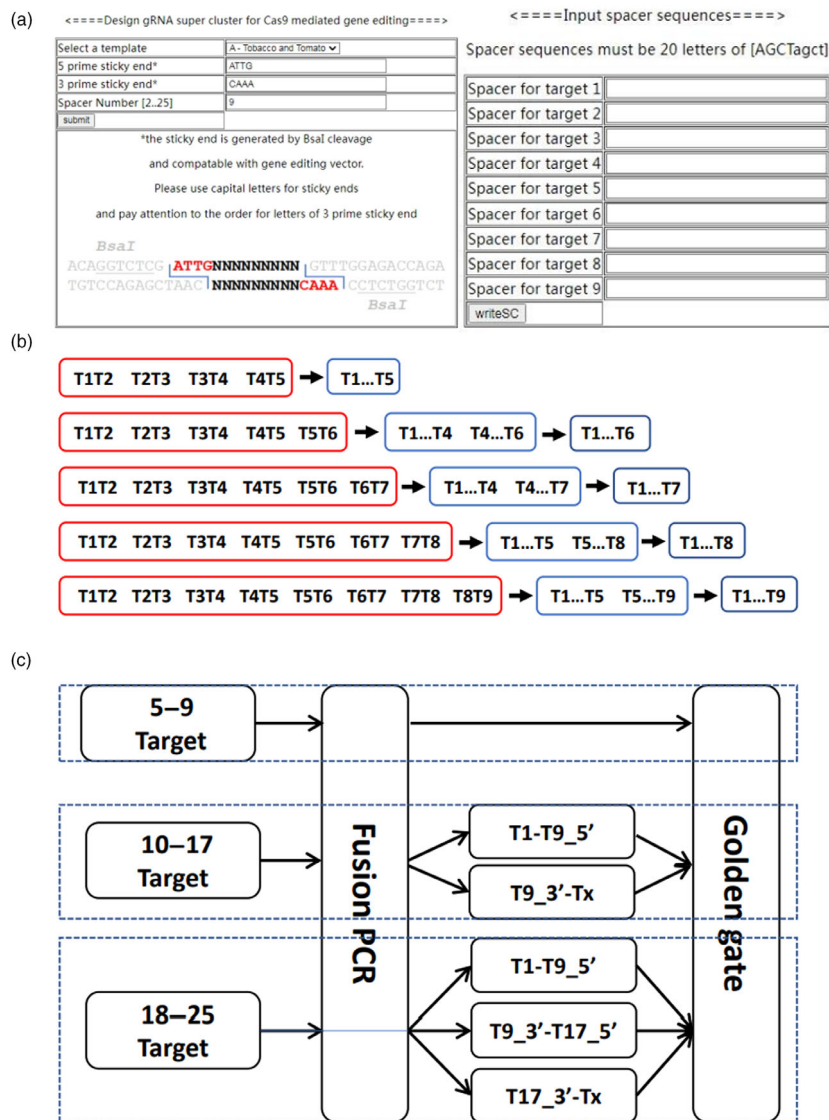 (a)
<====Design gRNA super cluster for Cas9 mediated gene editing====>
Select a template A - Tobacco and Tomato
5 prime sticky end* ATTG
3 prime sticky end* CAAA
Spacer Number [2..25] 9
submit
*the sticky end is generated by BsaI cleavage
and compatable with gene editing vector.
Please use capital letters for sticky ends
and pay attention to the order for letters of 3 prime sticky end
BsaI
ACAGGTCTCG ATTGNNNNNNNNN GTTTGGAGACCAGA
TGTCCAGAGCTAAC NNNNNNNNNCAAA CCTCTGGTCT
BsaI
<====Input spacer sequences====>
Spacer sequences must be 20 letters of [AGCTagct]
Spacer for target 1
Spacer for target 2
Spacer for target 3
Spacer for target 4
Spacer for target 5
Spacer for target 6
Spacer for target 7
Spacer for target 8
Spacer for target 9
writeSC
(b)
T1T2 T2T3 T3T4 T4T5 T1...T5
T1T2 T2T3 T3T4 T4T5 T5T6 T1...T4 T4...T6 T1...T6
T1T2 T2T3 T3T4 T4T5 T5T6 T6T7 T1...T4 T4...T7 T1...T7
T1T2 T2T3 T3T4 T4T5 T5T6 T6T7 T7T8 T1...T5 T5...T8 T1...T8
T1T2 T2T3 T3T4 T4T5 T5T6 T6T7 T7T8 T8T9 T1...T5 T5...T9 T1...T9
(c)
5–9
Target
10–17
Target
18–25
Target
Fusion PCR
T1-T9_5’
T9_3’-Tx
T1-T9_5’
T9_3’-T17_5’
T17_3’-Tx
Golden gate